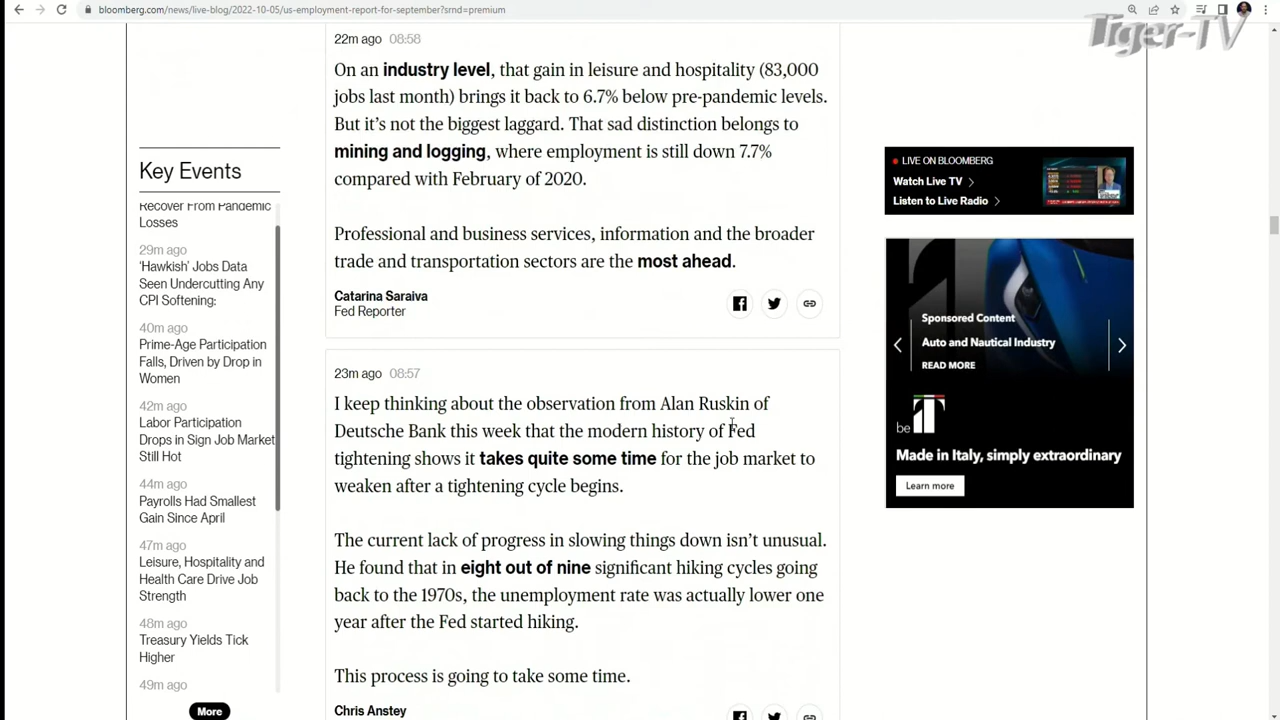 bloomberg.com/news/live-blog/2022-10-05/us-employment-report-for-september?srnd=premium
Tiger-TV
22m ago 08:58
On an industry level, that gain in leisure and hospitality (83,000
jobs last month) brings it back to 6.7% below pre-pandemic levels.
But it’s not the biggest laggard. That sad distinction belongs to
mining and logging, where employment is still down 7.7%
compared with February of 2020.
Professional and business services, information and the broader
trade and transportation sectors are the most ahead.
Catarina Saraiva
Fed Reporter
23m ago 08:57
I keep thinking about the observation from Alan Ruskin of
Deutsche Bank this week that the modern history of Fed
tightening shows it takes quite some time for the job market to
weaken after a tightening cycle begins.
The current lack of progress in slowing things down isn’t unusual.
He found that in eight out of nine significant hiking cycles going
back to the 1970s, the unemployment rate was actually lower one
year after the Fed started hiking.
This process is going to take some time.
Chris Anstey
Key Events
Recover From Pandemic
Losses
29m ago
‘Hawkish’ Jobs Data
Seen Undercutting Any
CPI Softening:
40m ago
Prime-Age Participation
Falls, Driven by Drop in
Women
42m ago
Labor Participation
Drops in Sign Job Market
Still Hot
44m ago
Payrolls Had Smallest
Gain Since April
47m ago
Leisure, Hospitality and
Health Care Drive Job
Strength
48m ago
Treasury Yields Tick
Higher
49m ago
More
LIVE ON BLOOMBERG
Watch Live TV
Listen to Live Radio
Sponsored Content
Auto and Nautical Industry
READ MORE
be IT
Made in Italy, simply extraordinary
Learn more